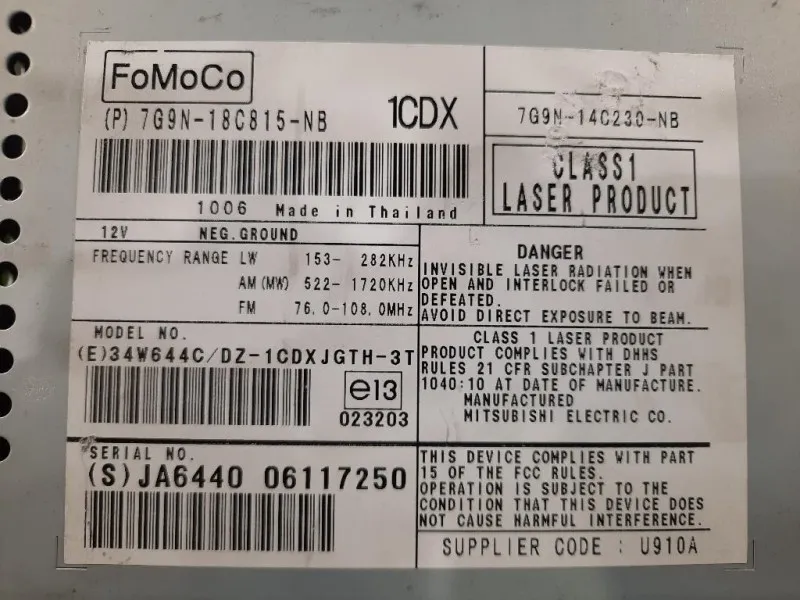 FoMoCo
(P) 7G9N-18C815-NB 1CDX
1006 Made in Thailand
7G9N-14C230-NB
CLASS1
LASER PRODUCT
12V NEG.GROUND
FREQUENCY RANGE LW 153- 282KHz
AM(MW) 522-1720KHz
FM 76.0-108.0MHz
DANGER
INVISIBLE LASER RADIATION WHEN
OPEN AND INTERLOCK FAILED OR
DEFEATED.
AVOID DIRECT EXPOSURE TO BEAM.
MODEL NO.
(E)34W644C/DZ-1CDXJGTH-3T
e13
023203
CLASS 1 LASER PRODUCT
PRODUCT COMPLIES WITH DHHS
RULES 21 CFR SUBCHAPTER J PART
1040:10 AT DATE OF MANUFACTURE.
MANUFACTURED
MITSUBISHI ELECTRIC CO.
SERIAL NO.
(S)JA6440 06117250
THIS DEVICE COMPLIES WITH PART
15 OF THE FCC RULES.
OPERATION IS SUBJECT TO THE
CONDITION THAT THIS DEVICE DOES
NOT CAUSE HARMFUL INTERFERENCE.
SUPPLIER CODE : U910A